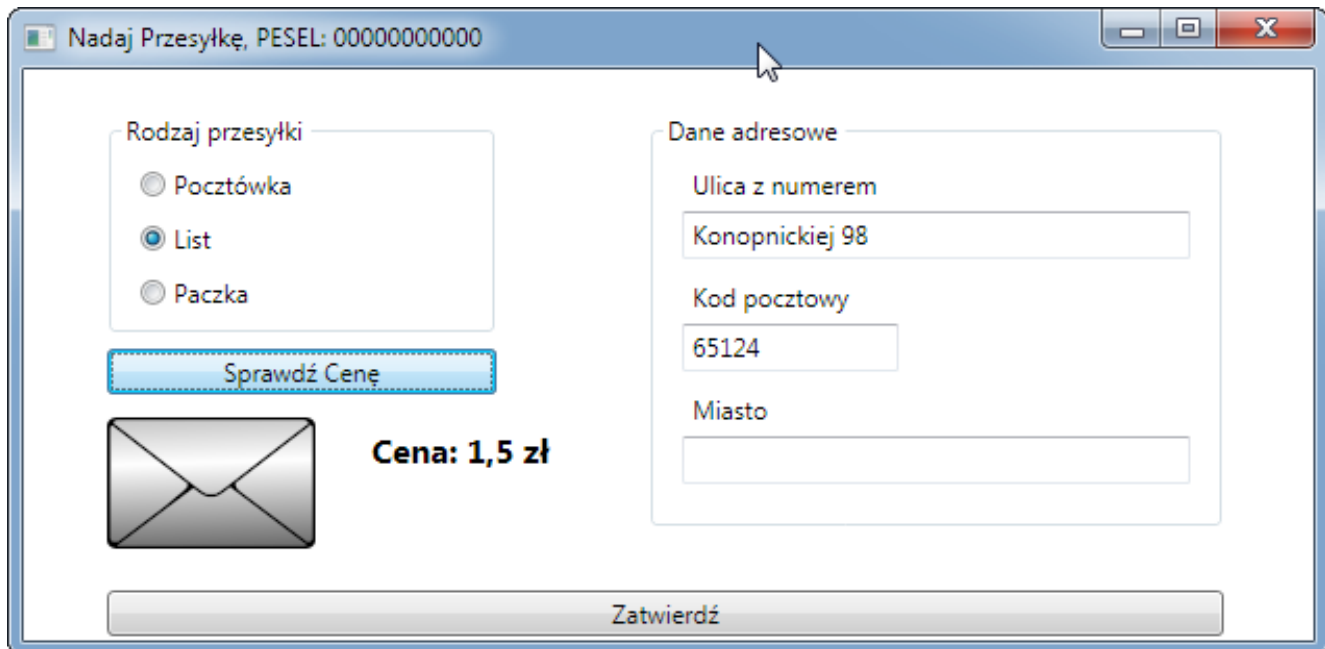 Nadaj Przesyłkę, PESEL: 00000000000
Rodzaj przesyłki
Pocztówka
List
Paczka
Sprawdź Cenę
Cena: 1,5 zł
Dane adresowe
Ulica z numerem
Konopnickiej 98
Kod pocztowy
65124
Miasto
Zatwierdź